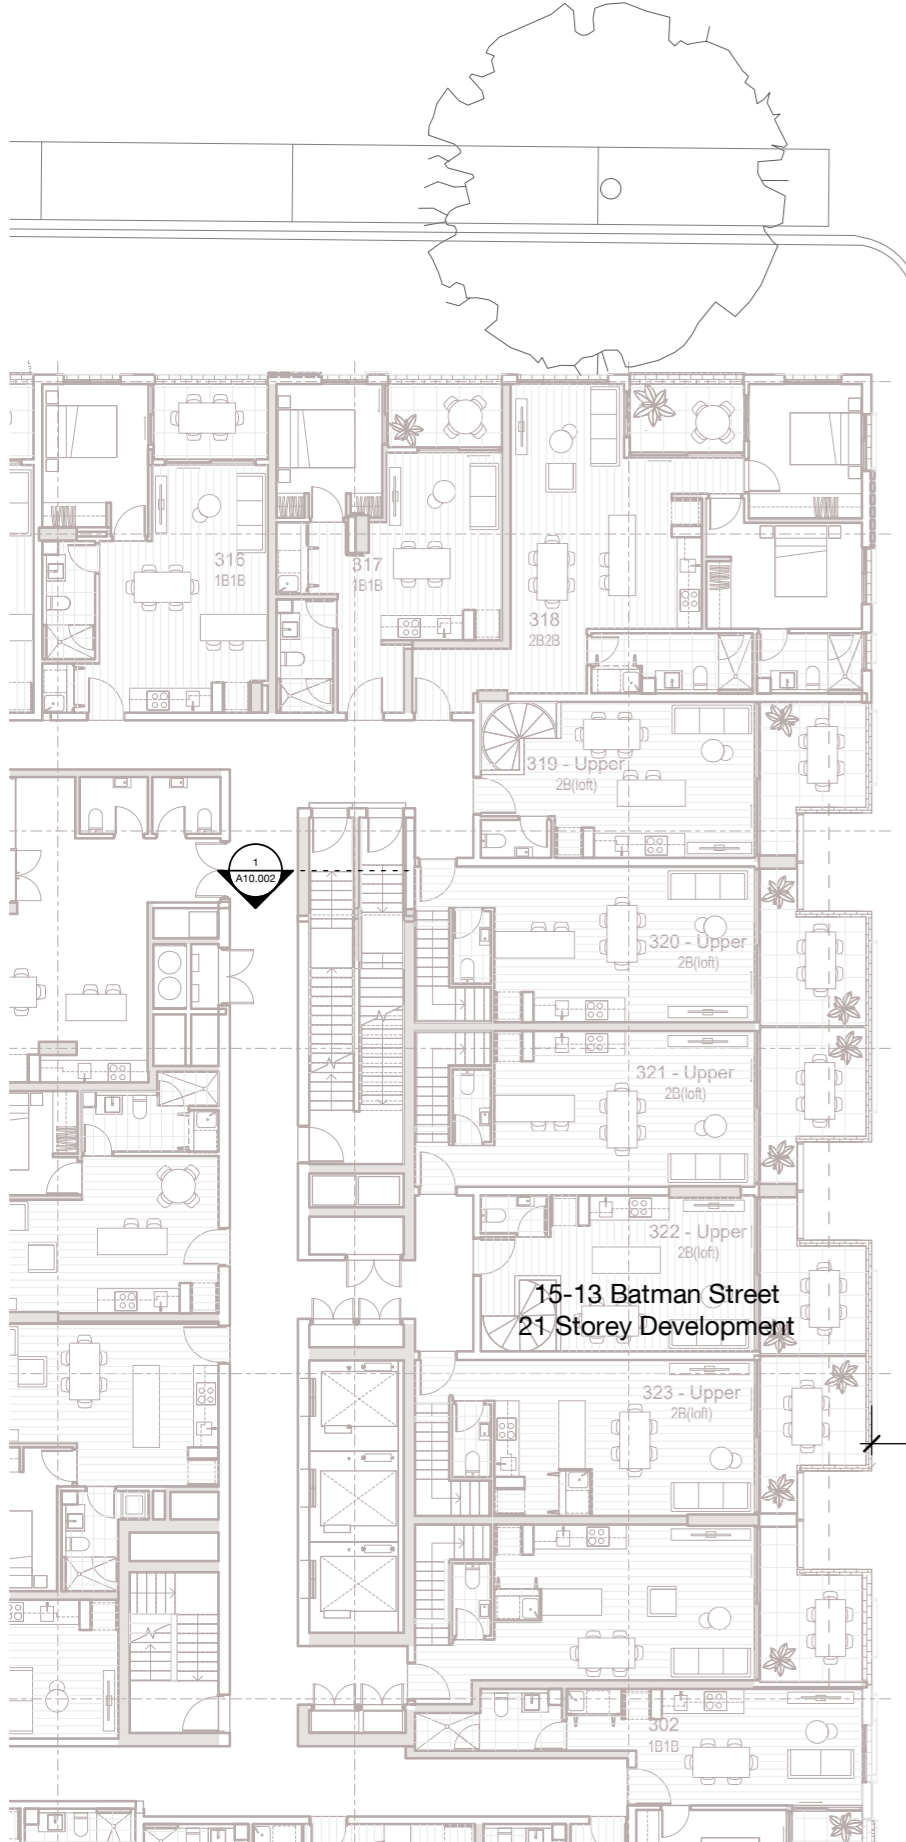 316
1B1B
317
1B1B
318
2B2B
319 - Upper
2B(loft)
1
A10.002
320 - Upper
2B(loft)
321 - Upper
2B(loft)
322 - Upper
2B(loft)
15-13 Batman Street
21 Storey Development
323 - Upper
2B(loft)
302
1B1B